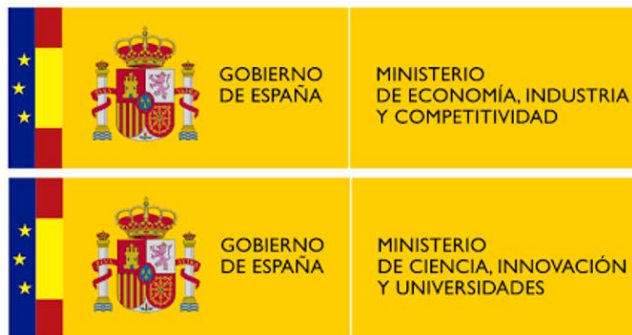 GOBIERNO
DE ESPAÑA
MINISTERIO
DE ECONOMÍA, INDUSTRIA
Y COMPETITIVIDAD
GOBIERNO
DE ESPAÑA
MINISTERIO
DE CIENCIA, INNOVACIÓN
Y UNIVERSIDADES